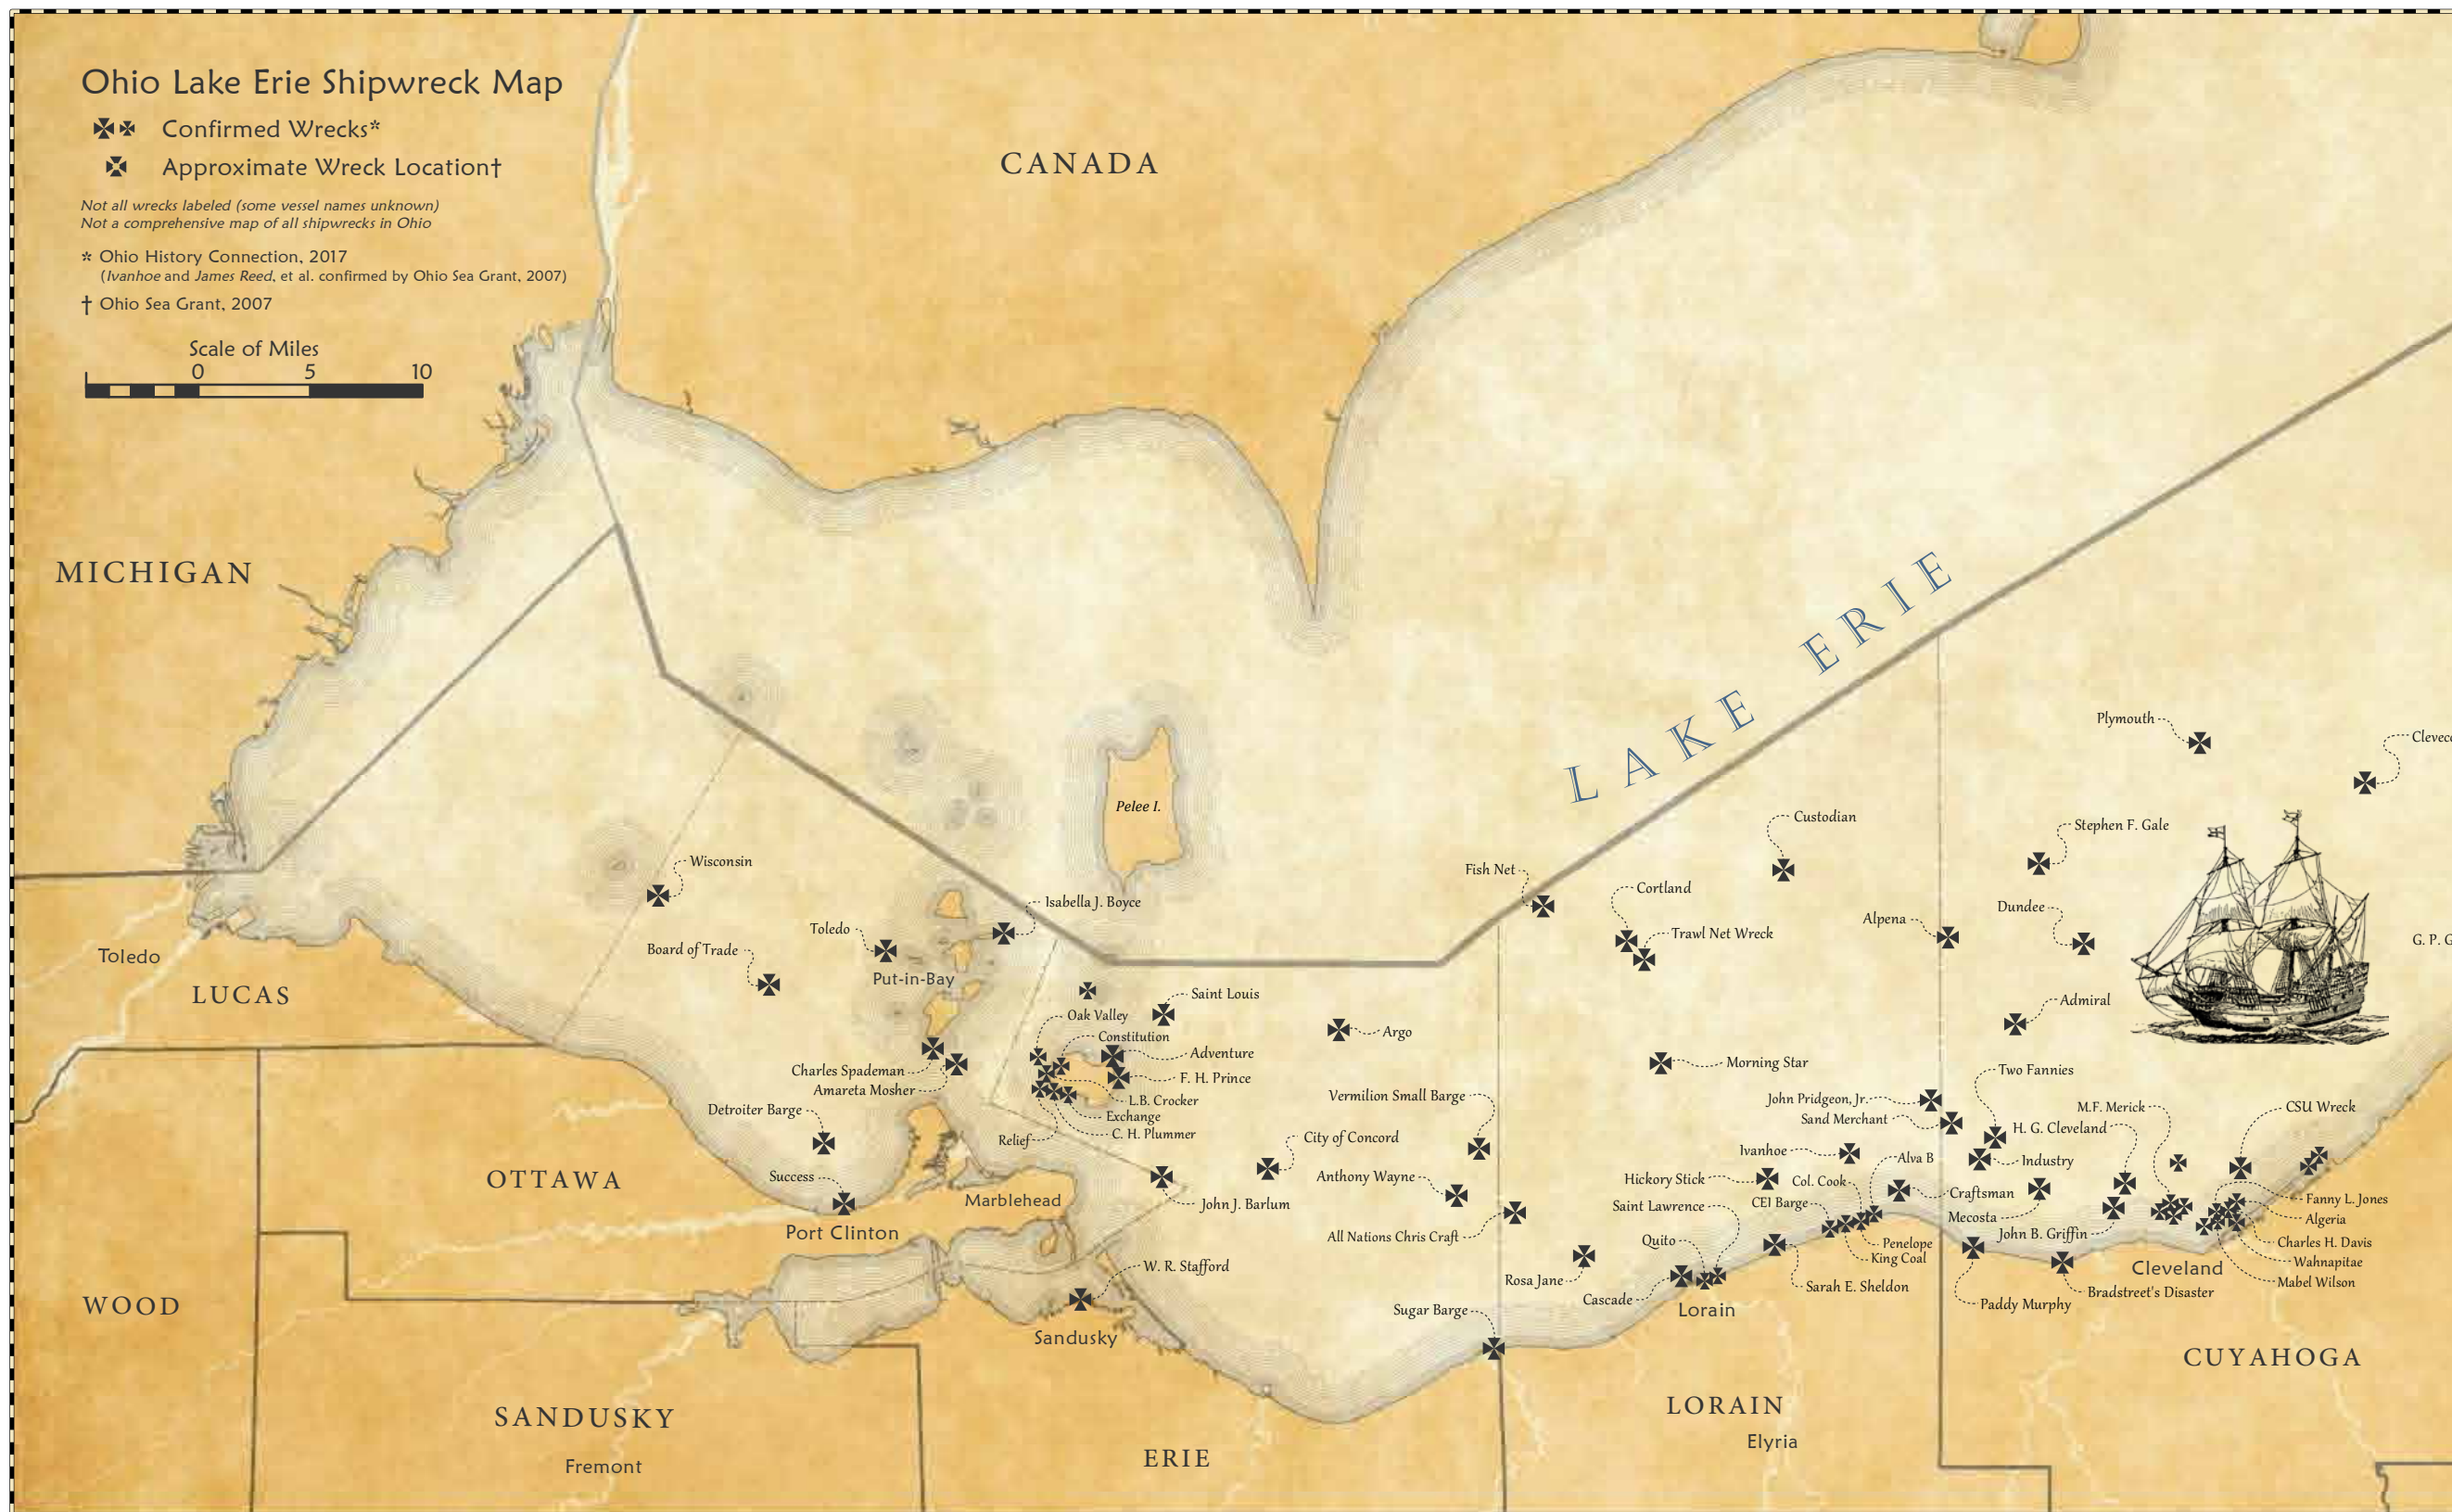 Ohio Lake Erie Shipwreck Map
Confirmed Wrecks*
Approximate Wreck Location†
Not all wrecks labeled (some vessel names unknown)
Not a comprehensive map of all shipwrecks in Ohio
* Ohio History Connection, 2017
(Ivanhoe and James Reed, et al. confirmed by Ohio Sea Grant, 2007)
† Ohio Sea Grant, 2007
Scale of Miles
0 5 10
CANADA
MICHIGAN
LAKE ERIE
Pelee I.
Plymouth
Cleveco
Custodian
Stephen F. Gale
Wisconsin
Fish Net
Cortland
Isabella J. Boyce
Dundee
Toledo
Alpena
Trawl Net Wreck
G. P. G
Board of Trade
Toledo
Put-in-Bay
LUCAS
Saint Louis
Admiral
Oak Valley
Argo
Constitution
Adventure
Morning Star
Charles Spademan
Two Fannies
F. H. Prince
Amareta Mosher
Vermilion Small Barge
John Pridgeon, Jr.
L.B. Crocker
M.F. Merick
CSU Wreck
Detroiter Barge
Exchange
Sand Merchant
H. G. Cleveland
C. H. Plummer
Relief
City of Concord
Ivanhoe
Alva B
Industry
Success
Anthony Wayne
Hickory Stick
Col. Cook
OTTAWA
Marblehead
Craftsman
Fanny L. Jones
John J. Barlum
CEI Barge
Saint Lawrence
Mecosta
Algeria
Port Clinton
All Nations Chris Craft
Quito
Penelope
John B. Griffin
Charles H. Davis
King Coal
Wahnapitae
W. R. Stafford
Cleveland
Rosa Jane
Mabel Wilson
Sarah E. Sheldon
Bradstreet's Disaster
Cascade
WOOD
Paddy Murphy
Sugar Barge
Lorain
Sandusky
CUYAHOGA
LORAIN
SANDUSKY
Elyria
ERIE
Fremont